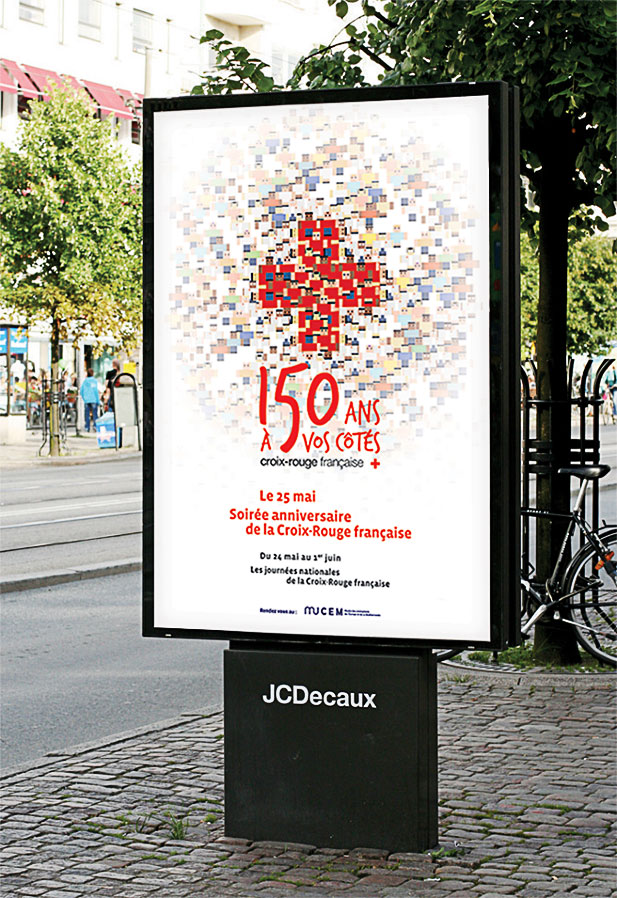 150 ANS
À VOS CÔTÉS
croix-rouge française
Le 25 mai
Soirée anniversaire
de la Croix-Rouge française
Du 24 mai au 1er juin
Les journées nationales
de la Croix-Rouge française
Rendez vous au : MUCEM
JCDecaux